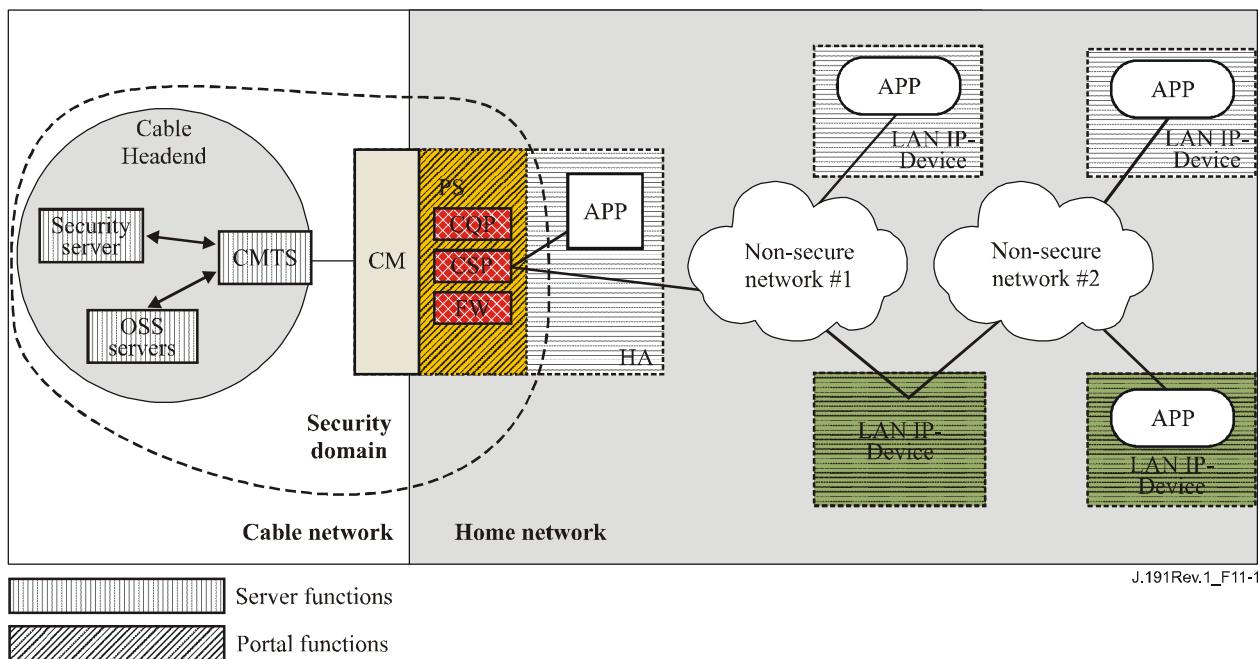 Cable
Headend
Security
server
CMTS
OSS
servers
CM
PS
CQP
CSP
FW
APP
HA
Security
domain
Cable network
Home network
Non-secure
network #1
Non-secure
network #2
APP
LAN IP-
Device
APP
LAN IP-
Device
LAN IP-
Device
APP
LAN IP-
Device
J.191Rev.1_F11-1
Server functions
Portal functions